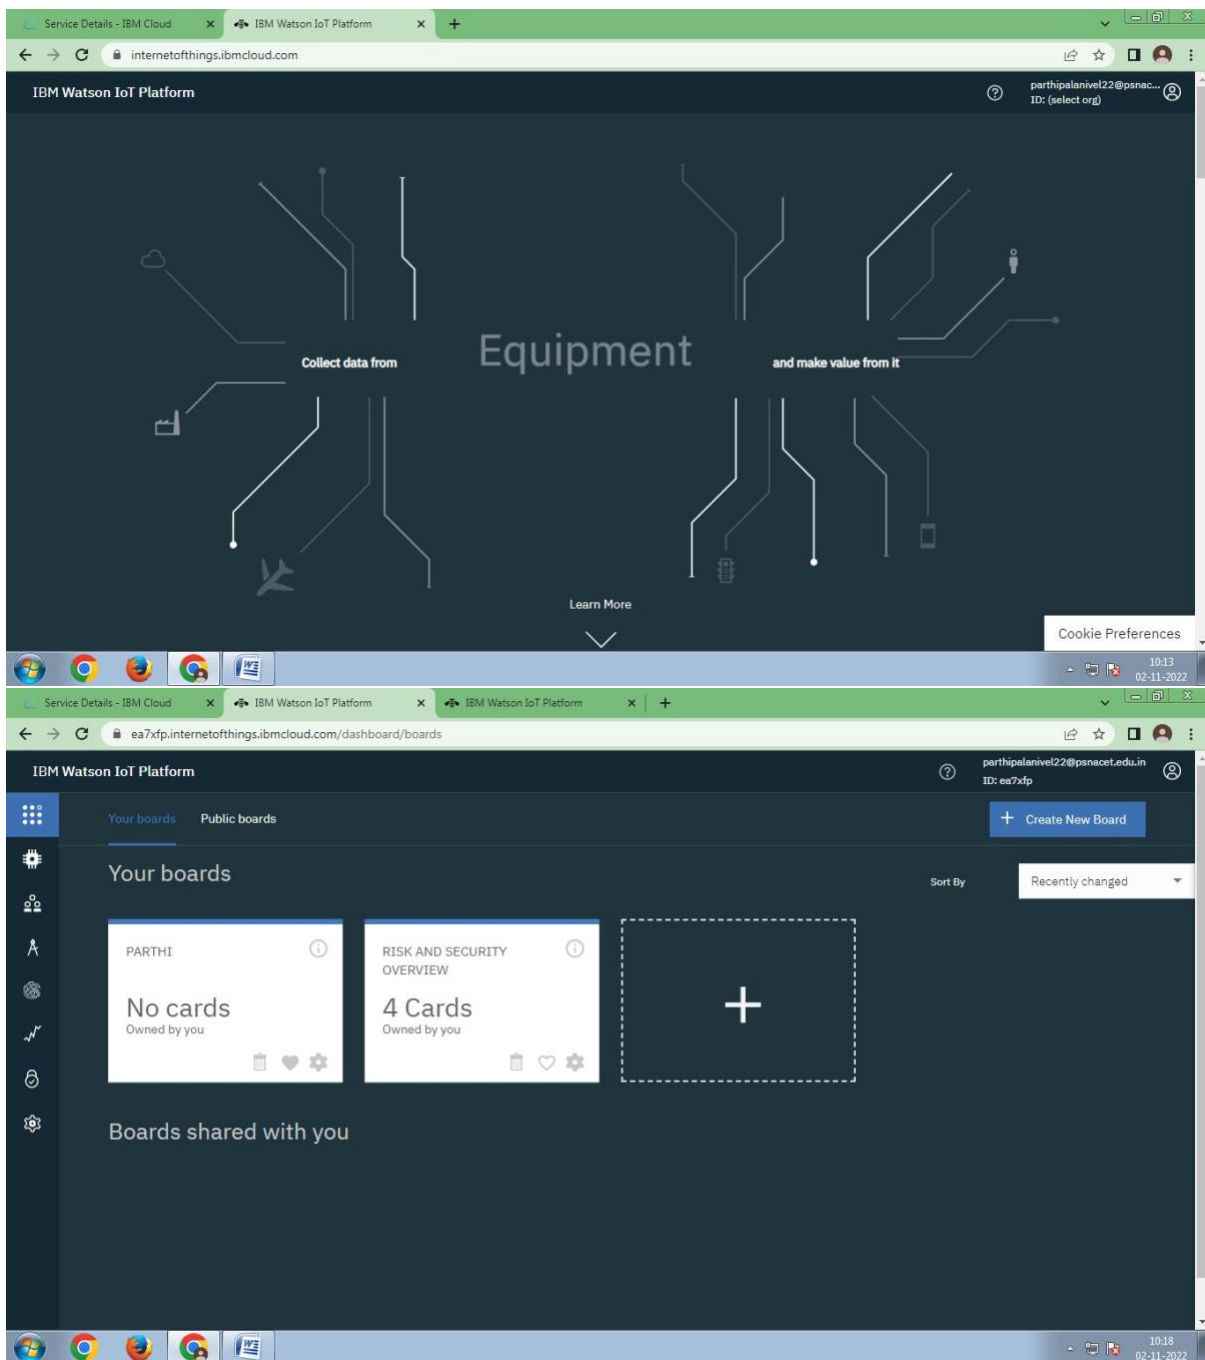 Service Details - IBM Cloud
IBM Watson IoT Platform
internetofthings.ibmcloud.com
IBM Watson IoT Platform
parthipalanivel22@psnac...
ID: (select org)
Equipment
Collect data from
and make value from it
Learn More
Cookie Preferences
10:13
02-11-2022
Service Details - IBM Cloud
IBM Watson IoT Platform
IBM Watson IoT Platform
ea7xfp.internetofthings.ibmcloud.com/dashboard/boards
IBM Watson IoT Platform
parthipalanivel22@psnacet.edu.in
ID: ea7xfp
Your boards
Public boards
+ Create New Board
Your boards
Sort By
Recently changed
PARTHI
No cards
Owned by you
RISK AND SECURITY
OVERVIEW
4 Cards
Owned by you
Boards shared with you
10:18
02-11-2022